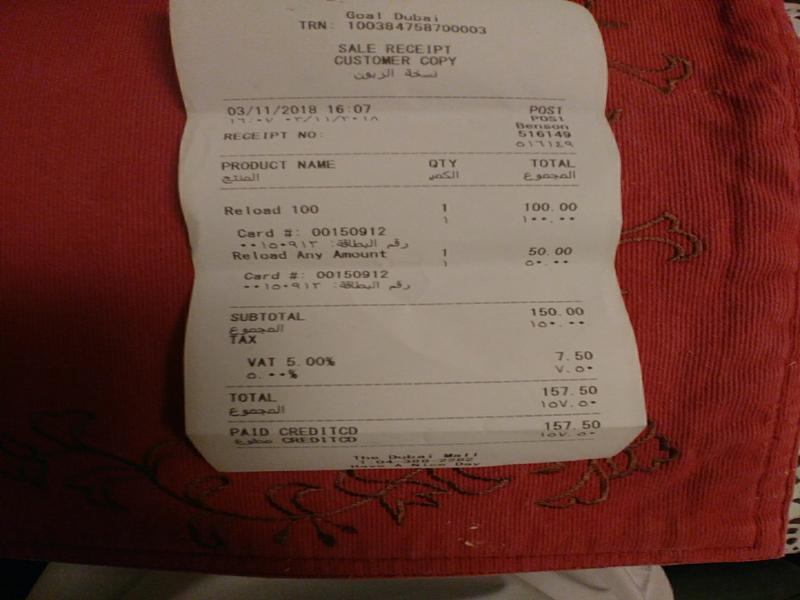 Goal Dubai
TRN: 100384758700003
SALE RECEIPT
CUSTOMER COPY
نسخة الزبون
03/11/2018 16:07 POS1
٠٣/١١/٢٠١٨ ١٦:٠٧ POS1
Benson
RECEIPT NO: 516149
٥١٦١٤٩
PRODUCT NAME QTY TOTAL
المنتج الكمي المجموع
Reload 100 1 100.00
١ ١٠٠.٠٠
Card #: 00150912
رقم البطاقة: ٠٠١٥٠٩١٢
Reload Any Amount 1 50.00
١ ٥٠.٠٠
Card #: 00150912
رقم البطاقة: ٠٠١٥٠٩١٢
SUBTOTAL 150.00
المجموع ١٥٠.٠٠
TAX
VAT 5.00% 7.50
٥.٠٠% ٧.٥٠
TOTAL 157.50
المجموع ١٥٧.٥٠
PAID CREDITCD 157.50
مدفوع CREDITCD ١٥٧.٥٠
The Dubai Mall
Have A Nice Day